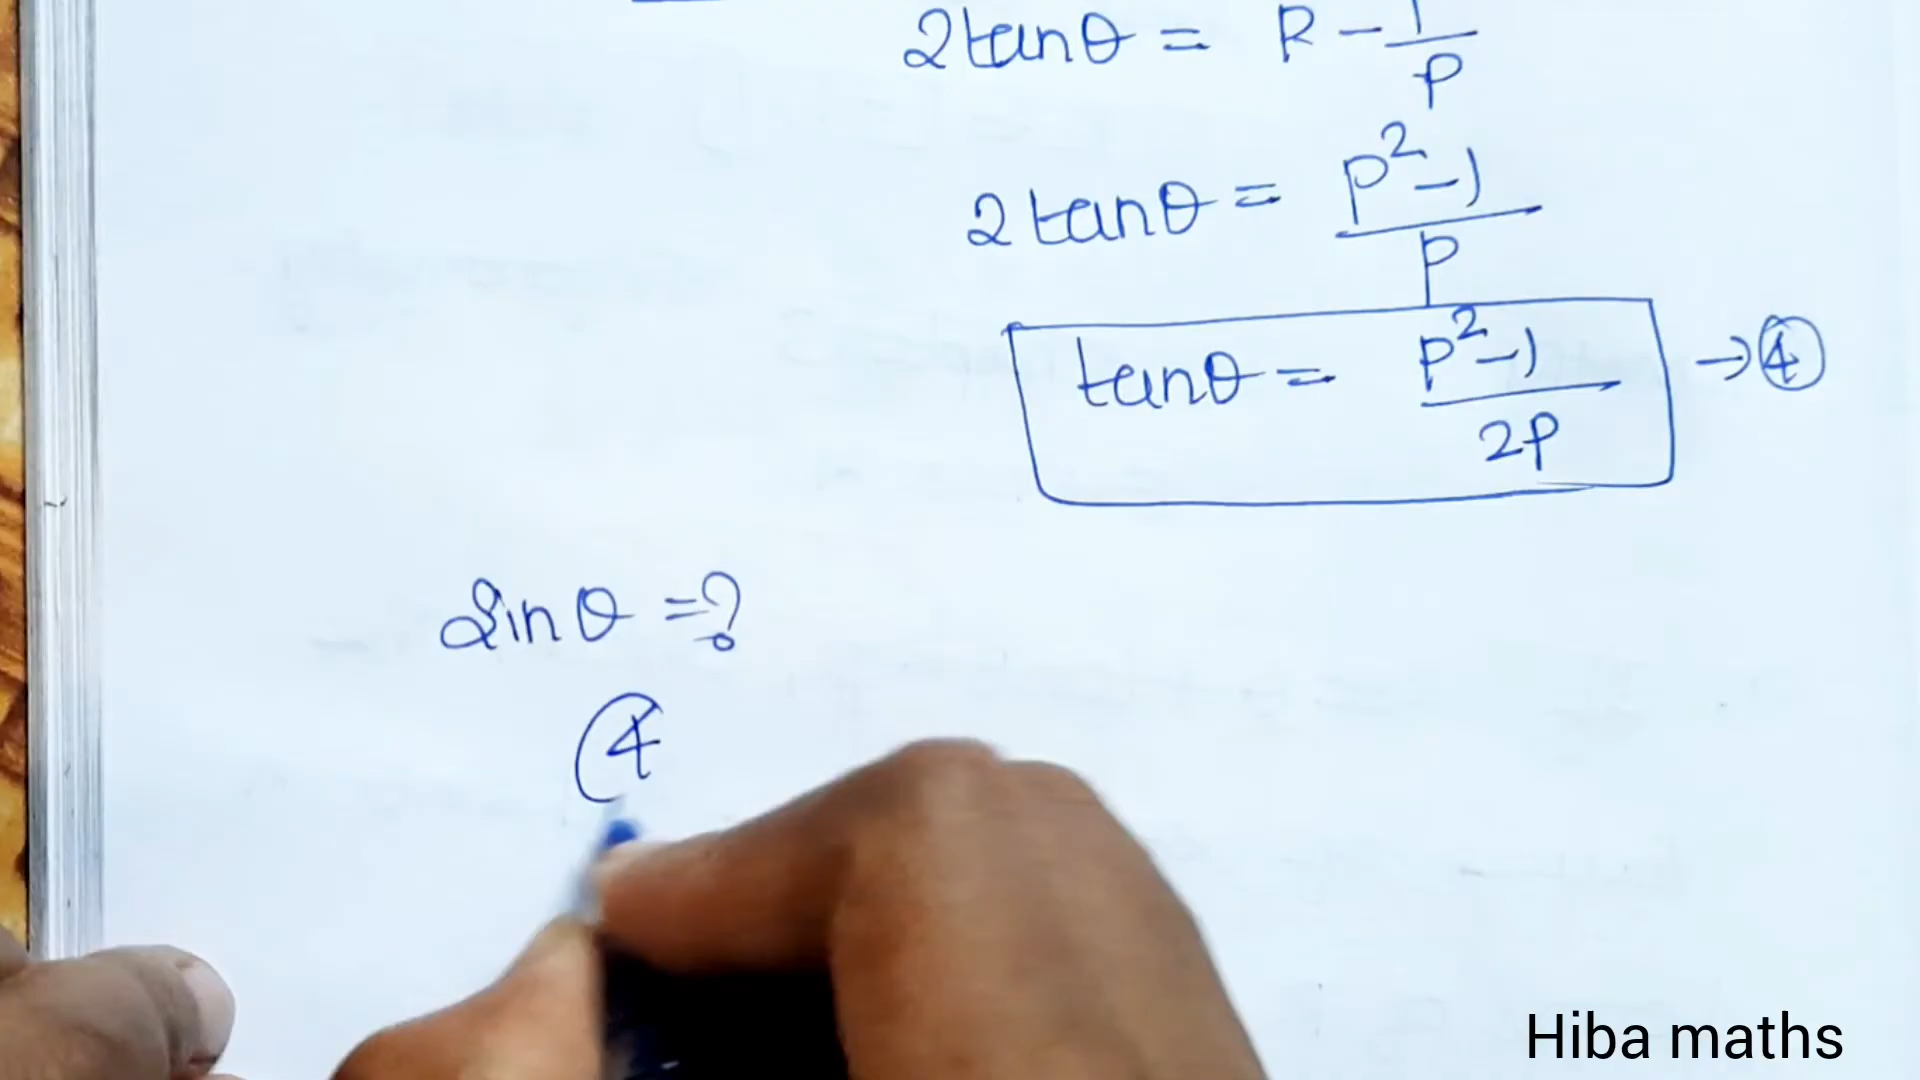 2tanθ = P - 1/P
2tanθ = P²-1/P
tanθ = P²-1/2P → ④
Sinθ = ?
④
Hiba maths